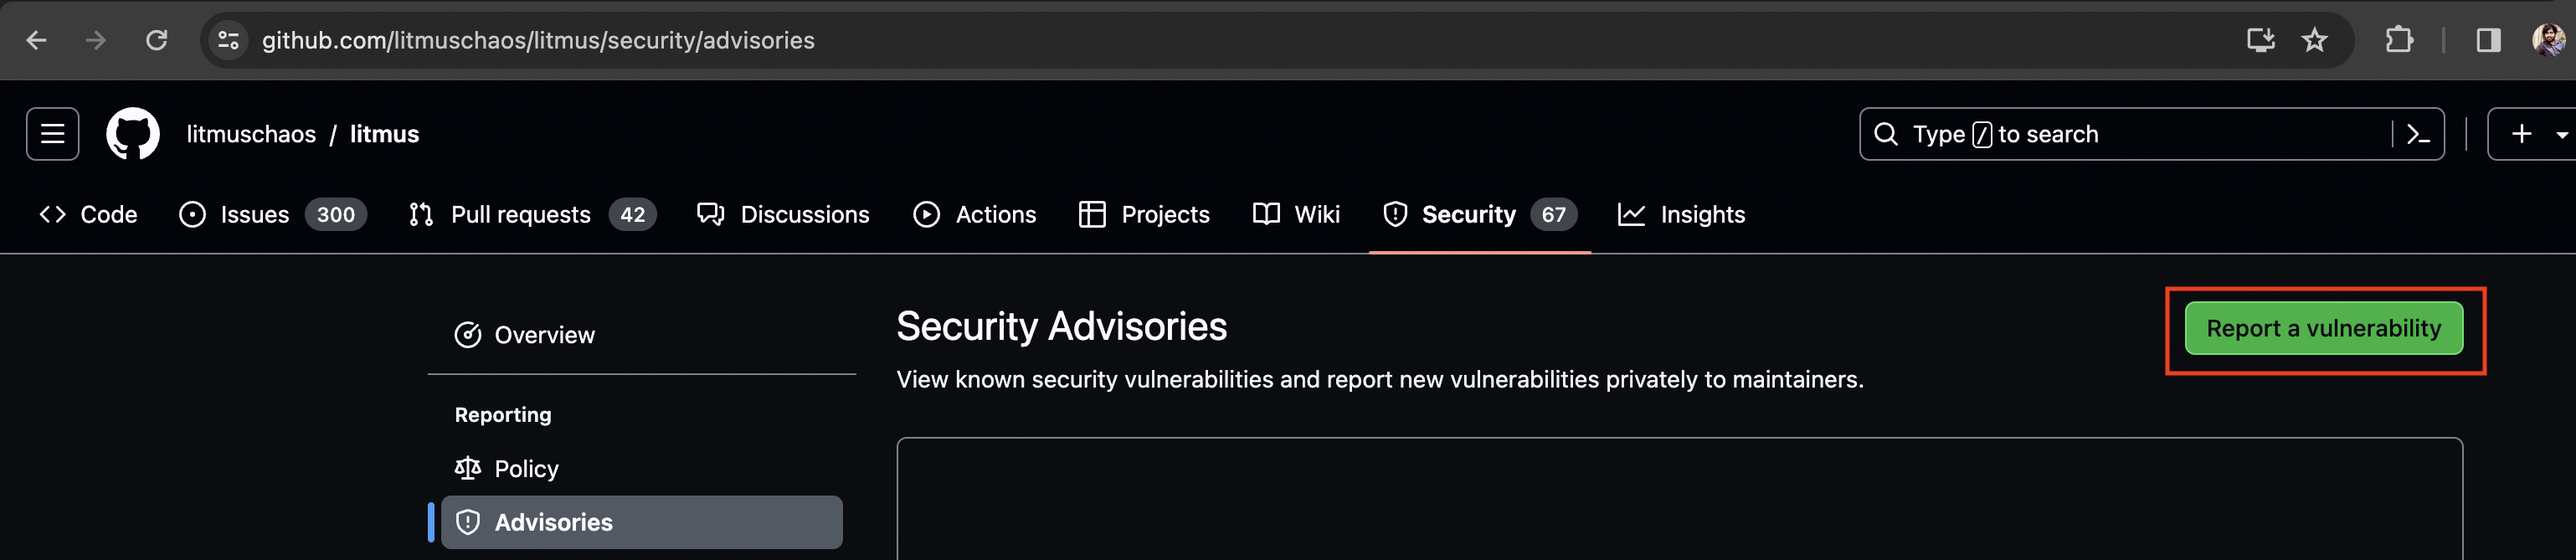 github.com/litmuschaos/litmus/security/advisories
litmuschaos / litmus
Type / to search
Code
Issues 300
Pull requests 42
Discussions
Actions
Projects
Wiki
Security 67
Insights
Overview
Reporting
Policy
Advisories
Security Advisories
Report a vulnerability
View known security vulnerabilities and report new vulnerabilities privately to maintainers.